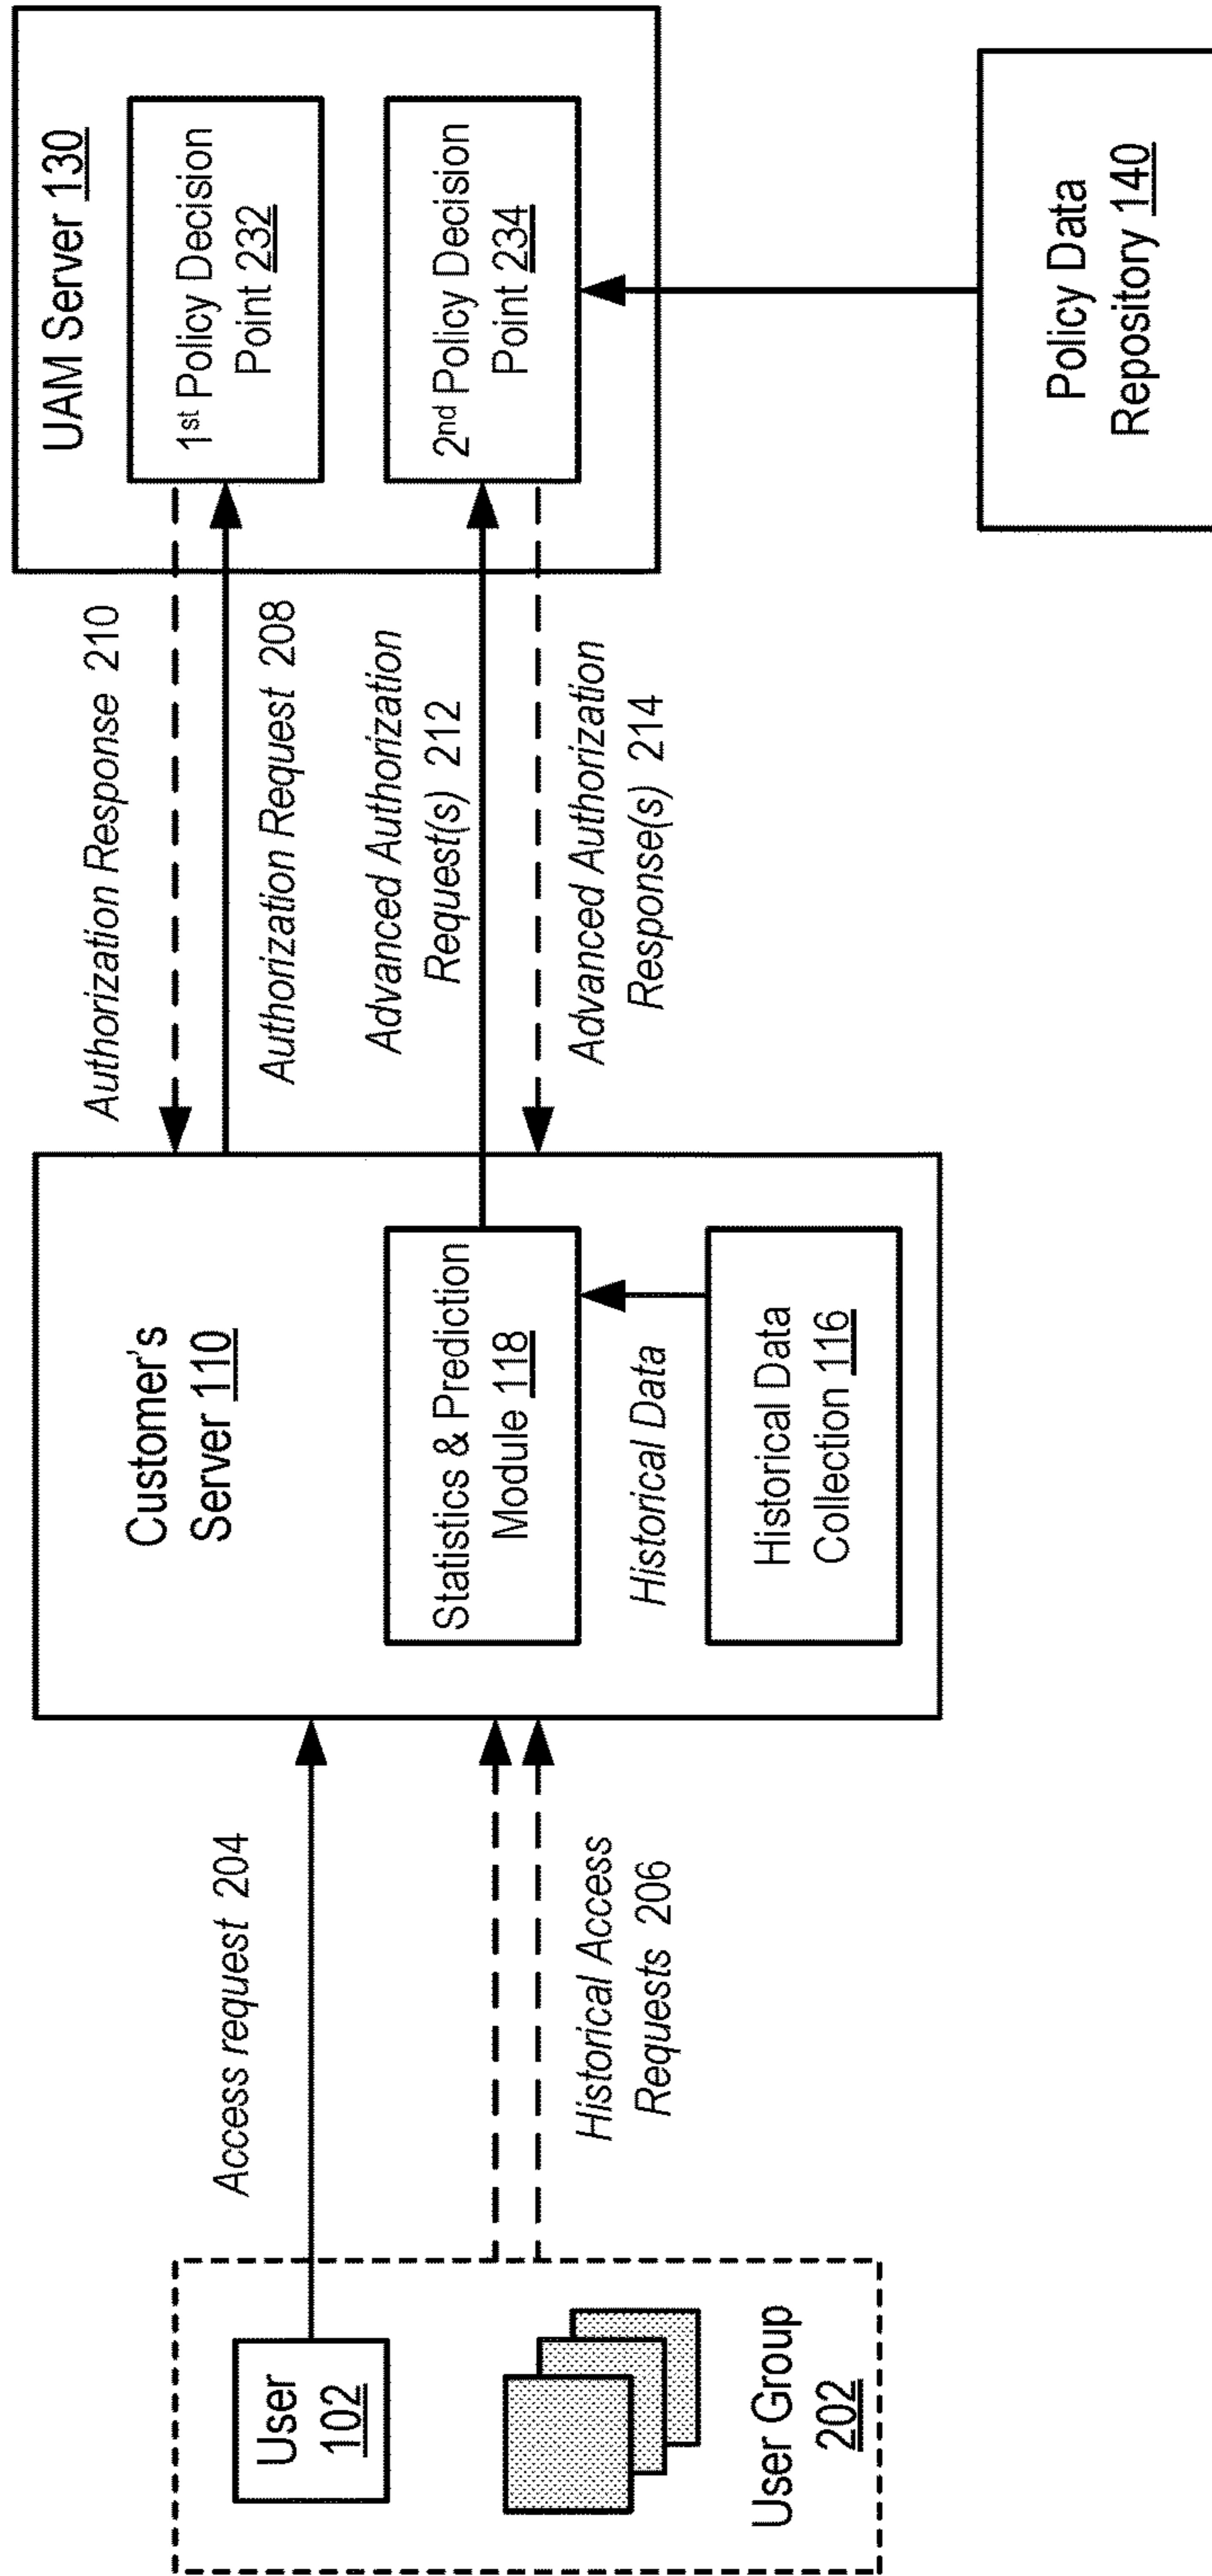 User
102
User Group
202
Access request 204
Historical Access
Requests 206
Customer's
Server 110
Statistics & Prediction
Module 118
Historical Data
Historical Data
Collection 116
Authorization Response 210
Authorization Request 208
Advanced Authorization
Request(s) 212
Advanced Authorization
Response(s) 214
UAM Server 130
1st Policy Decision
Point 232
2nd Policy Decision
Point 234
Policy Data
Repository 140